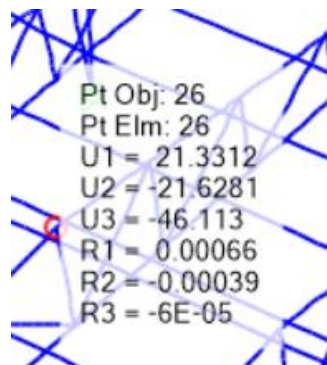 Pt Obj: 26
Pt Elm: 26
U1 = 21.3312
U2 = -21.6281
U3 = -46.113
R1 = 0.00066
R2 = -0.00039
R3 = -6E-05